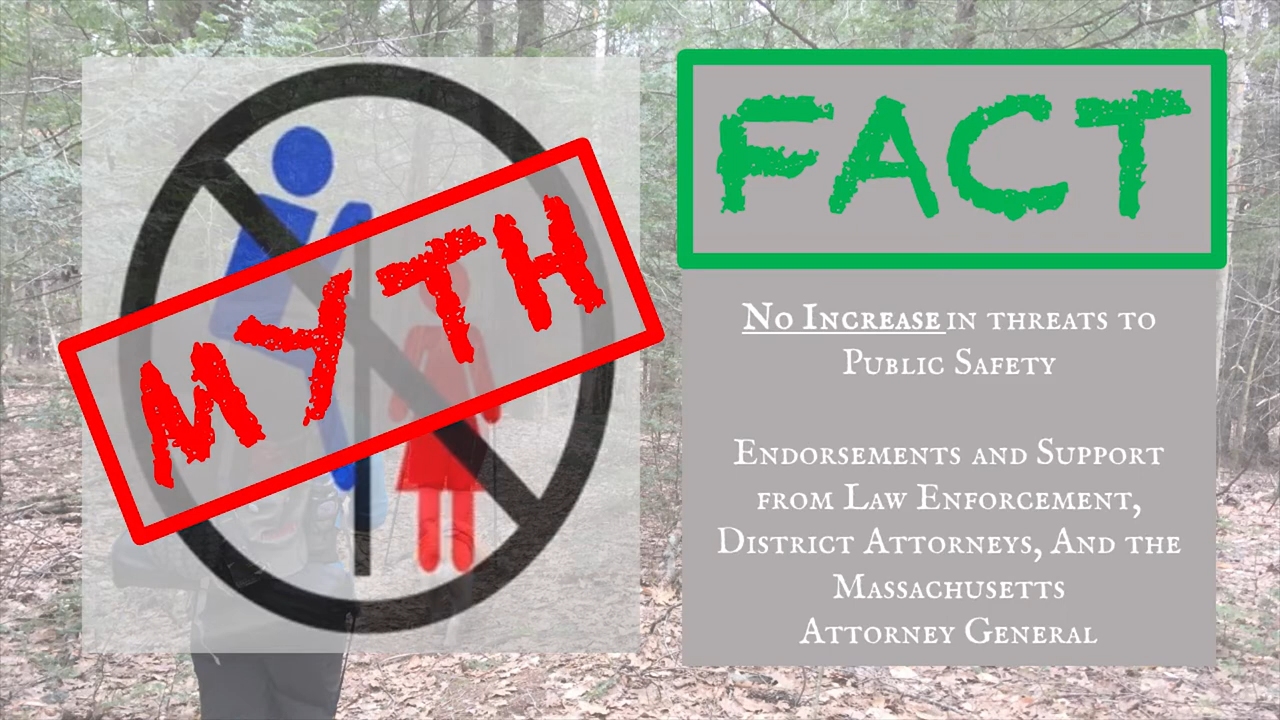 MYTH
FACT
No Increase in threats to
Public Safety
Endorsements and Support
from Law Enforcement,
District Attorneys, And the
Massachusetts
Attorney General